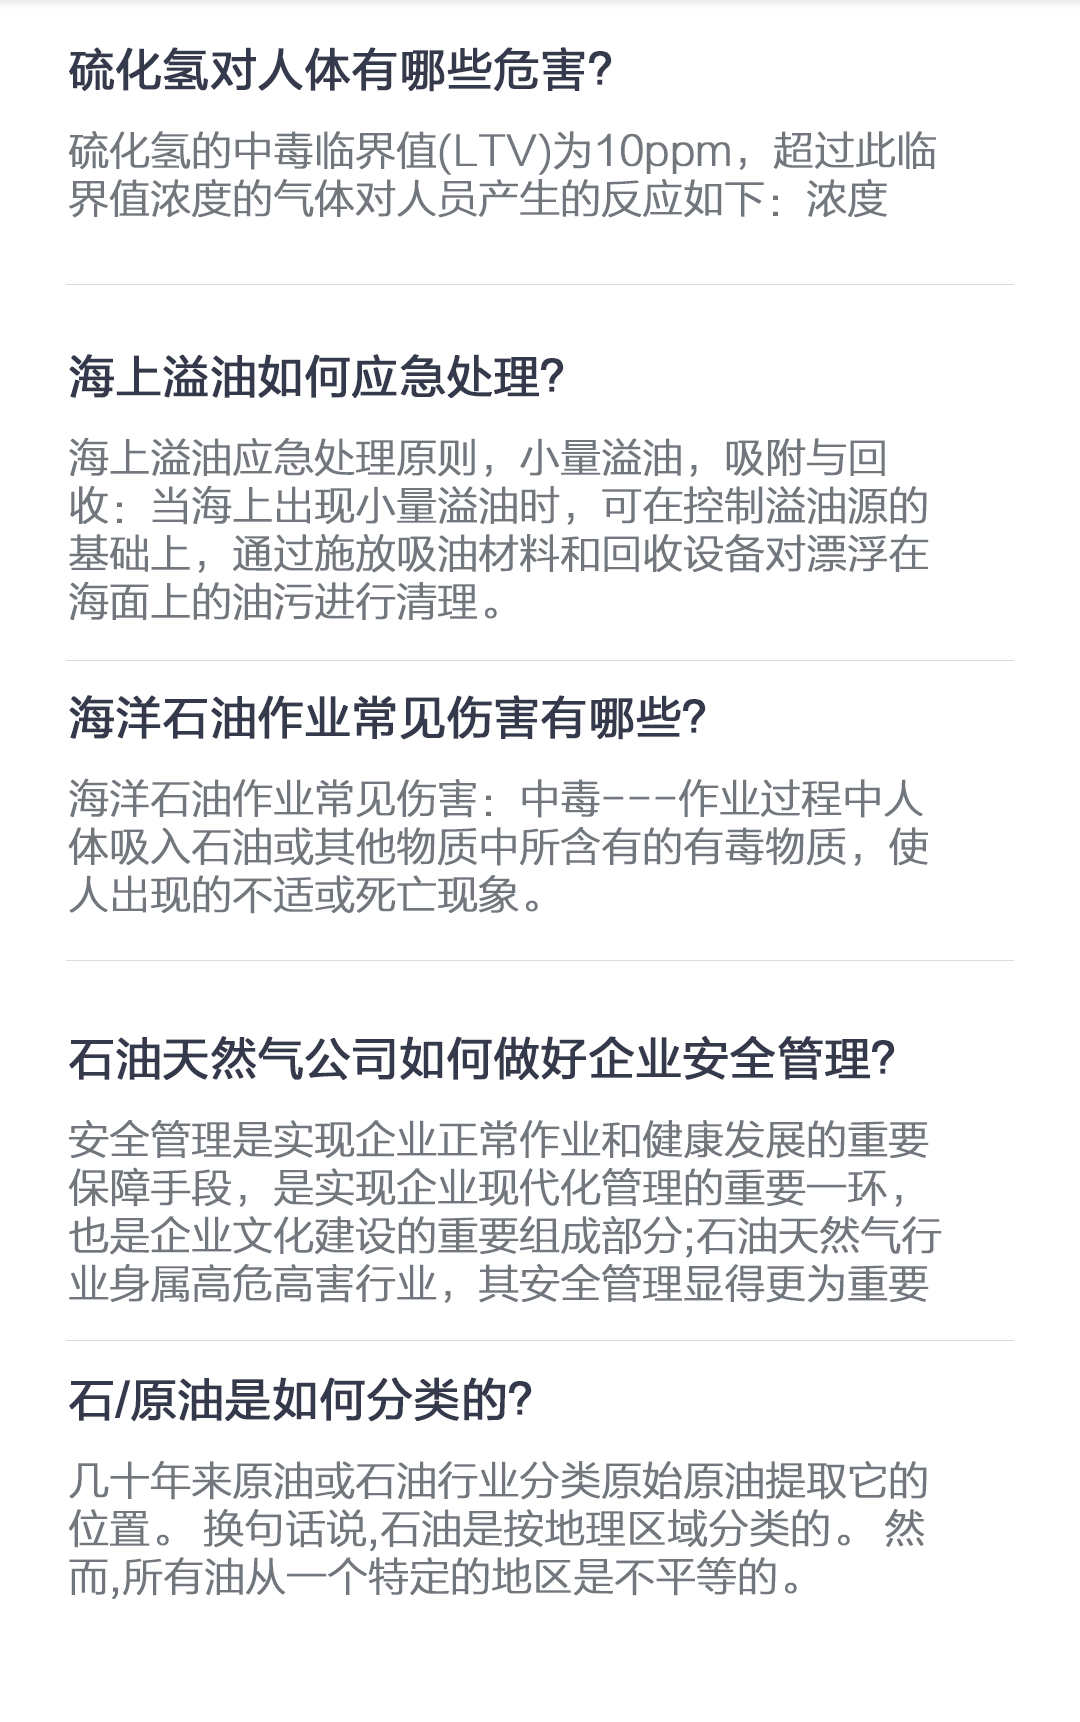 硫化氢对人体有哪些危害?
硫化氢的中毒临界值(LTV)为10ppm，超过此临
界值浓度的气体对人员产生的反应如下：浓度
海上溢油如何应急处理?
海上溢油应急处理原则，小量溢油，吸附与回
收：当海上出现小量溢油时，可在控制溢油源的
基础上，通过施放吸油材料和回收设备对漂浮在
海面上的油污进行清理。
海洋石油作业常见伤害有哪些?
海洋石油作业常见伤害：中毒---作业过程中人
体吸入石油或其他物质中所含有的有毒物质，使
人出现的不适或死亡现象。
石油天然气公司如何做好企业安全管理?
安全管理是实现企业正常作业和健康发展的重要
保障手段，是实现企业现代化管理的重要一环，
也是企业文化建设的重要组成部分;石油天然气行
业身属高危高害行业，其安全管理显得更为重要
石/原油是如何分类的?
几十年来原油或石油行业分类原始原油提取它的
位置。 换句话说,石油是按地理区域分类的。 然
而,所有油从一个特定的地区是不平等的。